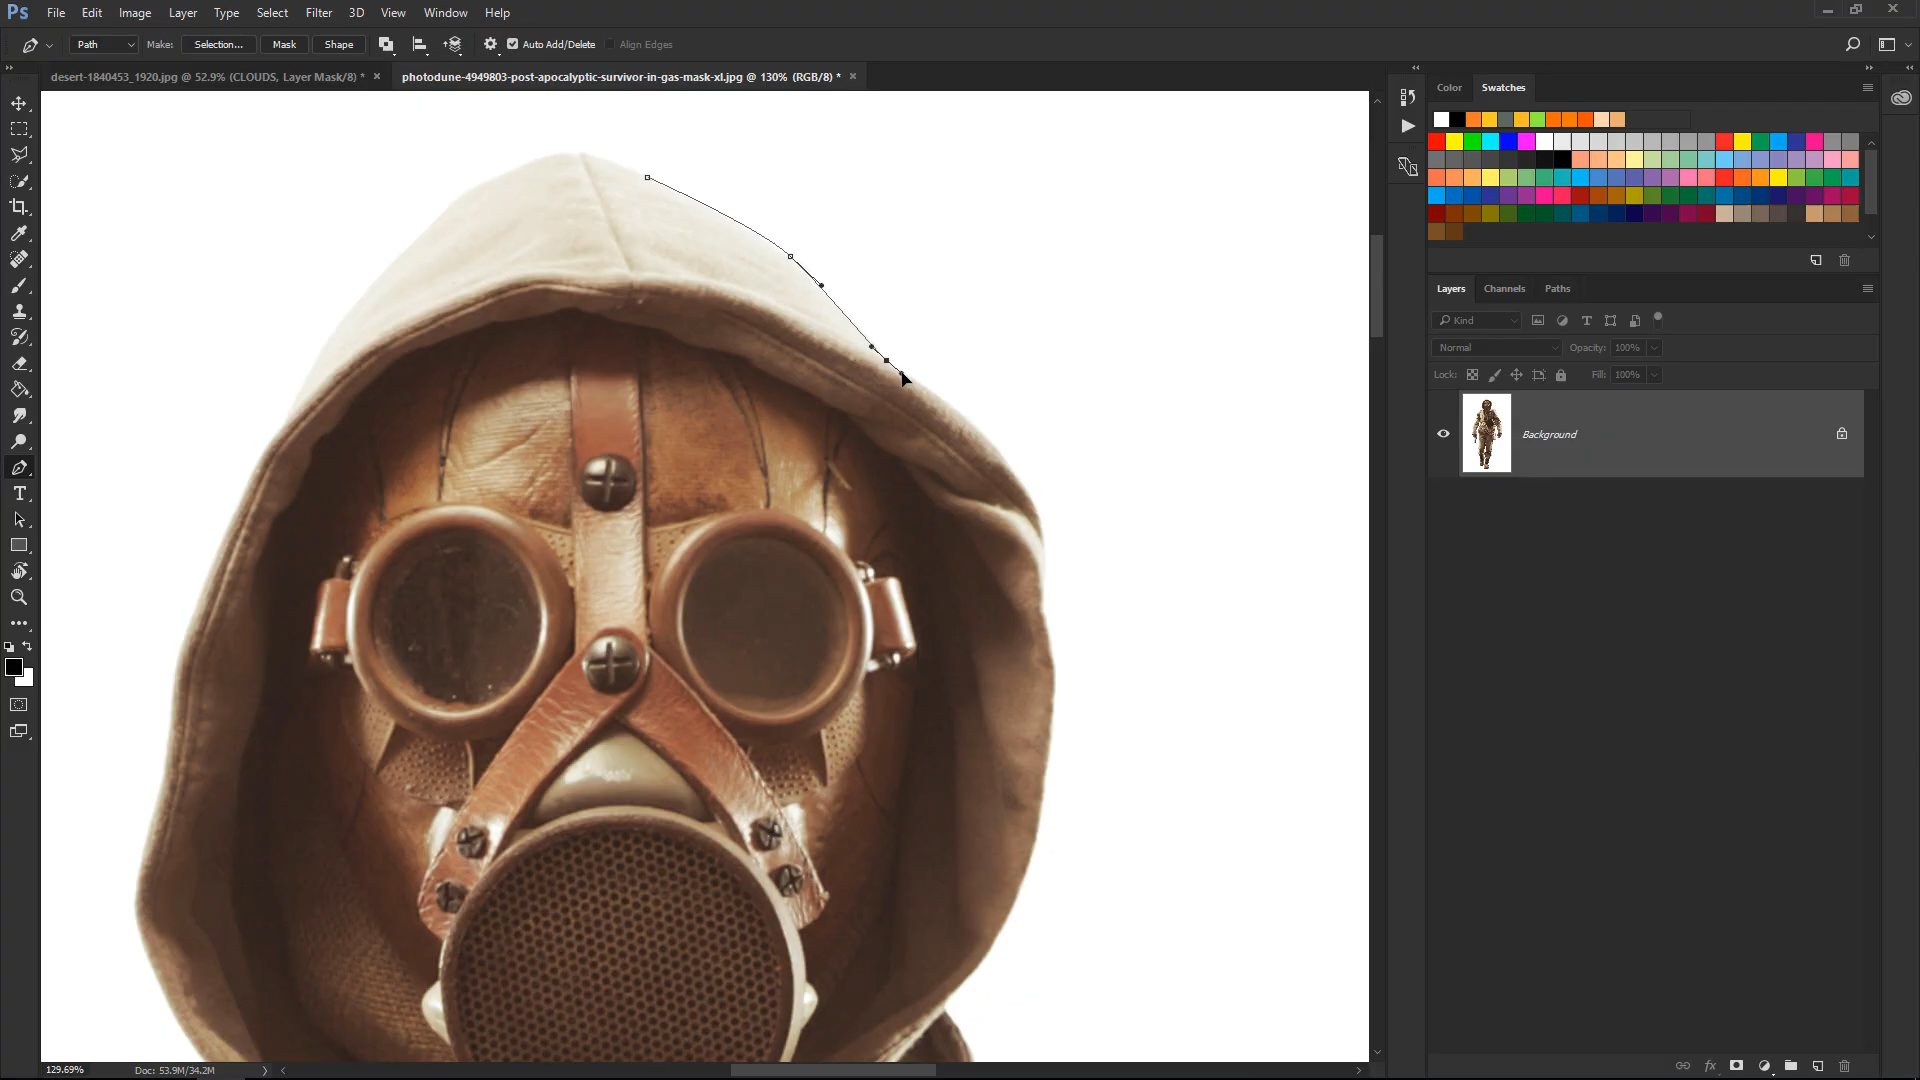 Ps File Edit Image Layer Type Select Filter 3D View Window Help
Path Make: Selection... Mask Shape Auto Add/Delete Align Edges
desert-1840453_1920.jpg @ 52.9% (CLOUDS, Layer Mask/8) * × photodune-4949803-post-apocalyptic-survivor-in-gas-mask-xl.jpg @ 130% (RGB/8) * ×
Color Swatches
Layers Channels Paths
Kind
Normal Opacity: 100%
Lock: Fill: 100%
Background
129.69% Doc: 53.9M/34.2M